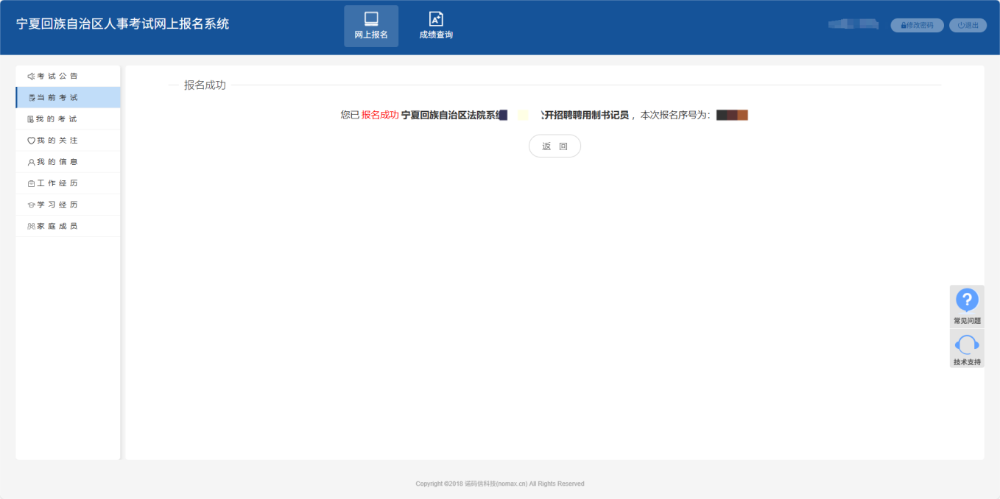 宁夏回族自治区人事考试网上报名系统
网上报名
成绩查询
修改密码
退出
考试公告
当前考试
我的考试
我的关注
我的信息
工作经历
学习经历
家庭成员
报名成功
您已 报名成功 宁夏回族自治区法院系 开招聘聘用制书记员 ，本次报名序号为：
返 回
常见问题
技术支持
Copyright ©2018 诺码信科技(nomax.cn) All Rights Reserved